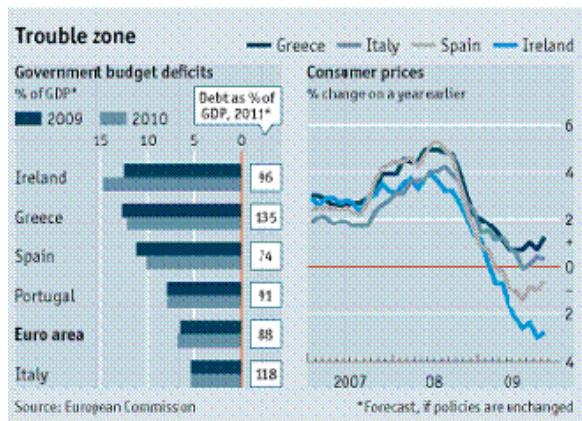 Trouble zone
Greece Italy Spain Ireland
Government budget deficits
% of GDP*
2009 2010
Debt as % of
GDP, 2011*
15 10 5 0
Ireland 96
Greece 135
Spain 74
Portugal 91
Euro area 88
Italy 118
Consumer prices
% change on a year earlier
6
4
2
+
0
–
2
4
2007 08 09
Source: European Commission
*Forecast, if policies are unchanged